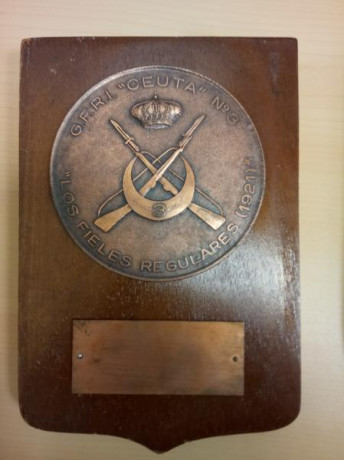 G.F.R.I. "CEUTA" Nº 3
3
"LOS FIELES REGULARES (1921)"